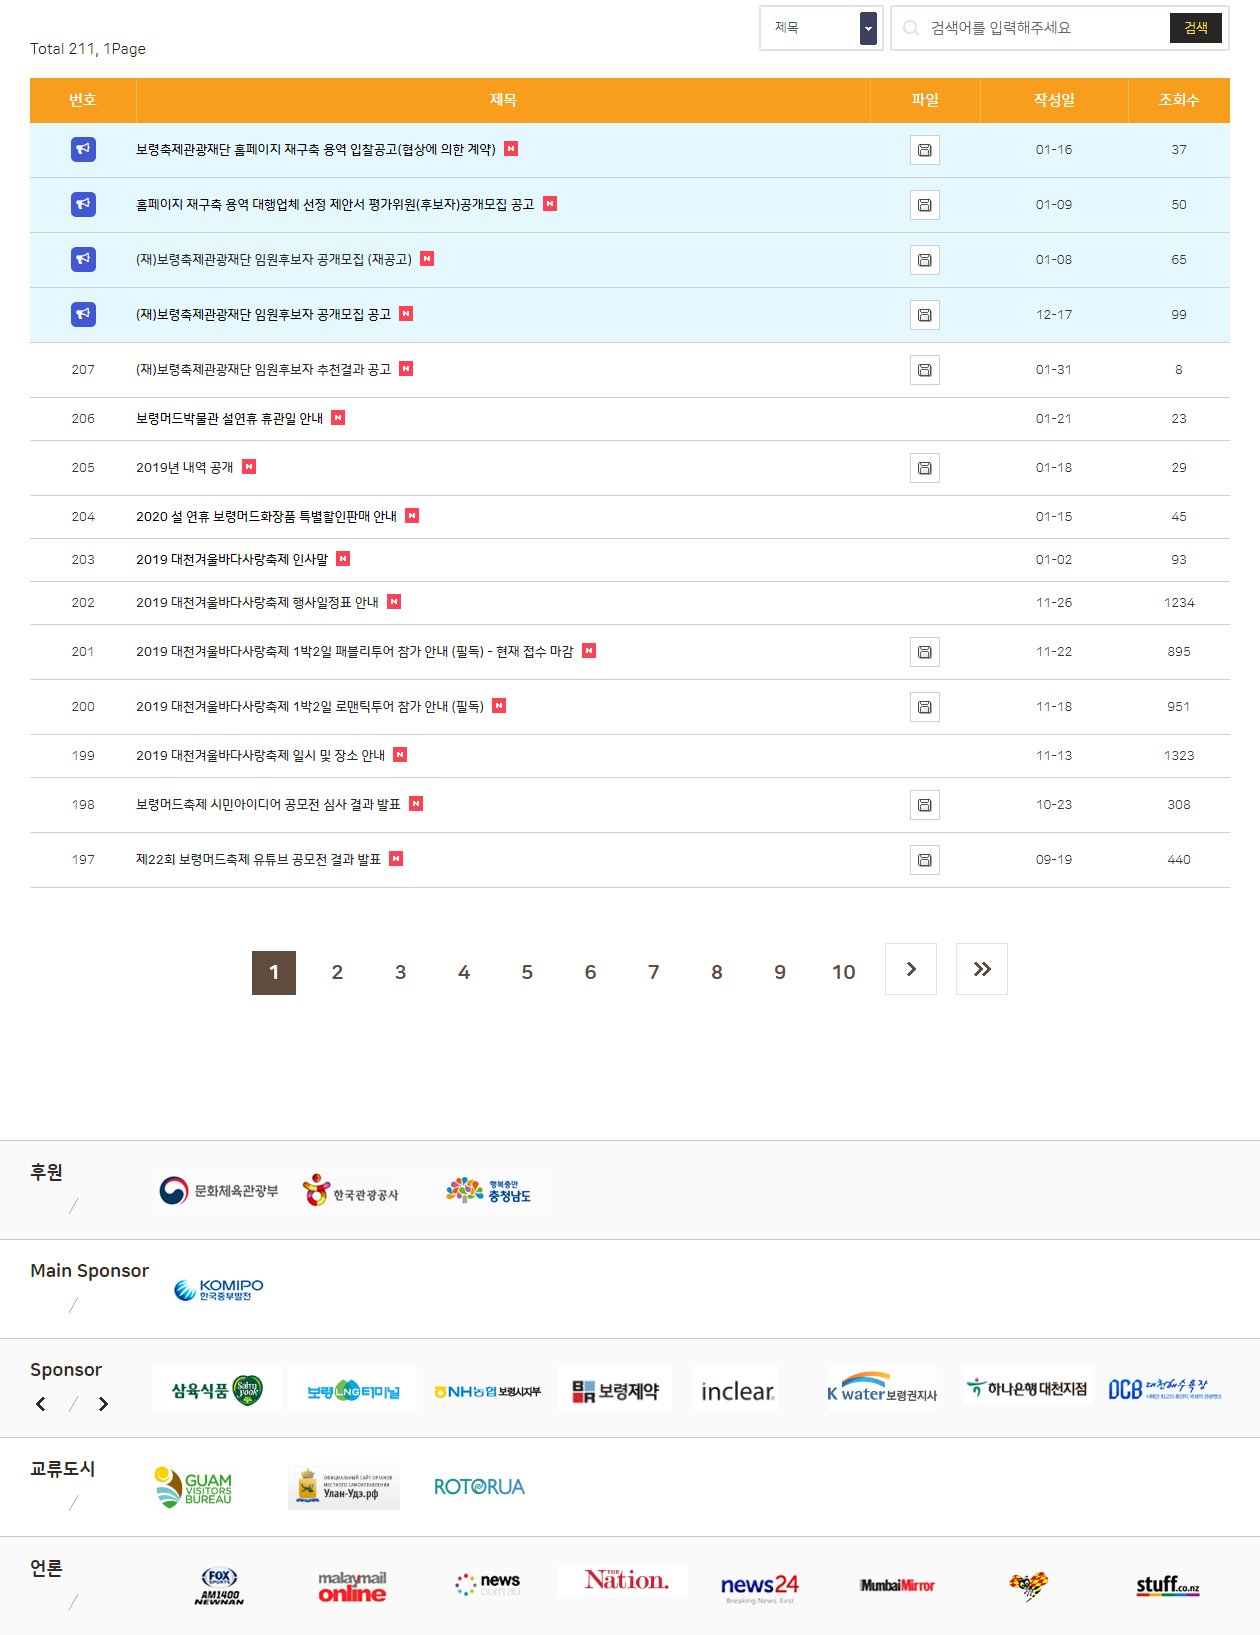 제목
검색어를 입력해주세요
검색
Total 211, 1Page
번호 제목 파일 작성일 조회수
보령축제관광재단 홈페이지 재구축 용역 입찰공고(협상에 의한 계약) N 01-16 37
홈페이지 재구축 용역 대행업체 선정 제안서 평가위원(후보자)공개모집 공고 N 01-09 50
(재)보령축제관광재단 임원후보자 공개모집 (재공고) N 01-08 65
(재)보령축제관광재단 임원후보자 공개모집 공고 N 12-17 99
207 (재)보령축제관광재단 임원후보자 추천결과 공고 N 01-31 8
206 보령머드박물관 설연휴 휴관일 안내 N 01-21 23
205 2019년 내역 공개 N 01-18 29
204 2020 설 연휴 보령머드화장품 특별할인판매 안내 N 01-15 45
203 2019 대천겨울바다사랑축제 인사말 N 01-02 93
202 2019 대천겨울바다사랑축제 행사일정표 안내 N 11-26 1234
201 2019 대천겨울바다사랑축제 1박2일 패블리투어 참가 안내 (필독) - 현재 접수 마감 N 11-22 895
200 2019 대천겨울바다사랑축제 1박2일 로맨틱투어 참가 안내 (필독) N 11-18 951
199 2019 대천겨울바다사랑축제 일시 및 장소 안내 N 11-13 1323
198 보령머드축제 시민아이디어 공모전 심사 결과 발표 N 10-23 308
197 제22회 보령머드축제 유튜브 공모전 결과 발표 N 09-19 440
1 2 3 4 5 6 7 8 9 10
후원
문화체육관광부
한국관광공사
행복충만
충청남도
Main Sponsor
KOMIPO
한국중부발전
Sponsor
삼육식품 Sahm yook
보령LNG터미널
NH농협 보령시지부
BR 보령제약
inclear.
K water 보령권지사
하나은행 대천지점
DCB 대천해수욕장
교류도시
GUAM
VISITORS
BUREAU
ОФИЦИАЛЬНЫЙ САЙТ ОРГАНОВ
МЕСТНОГО САМОУПРАВЛЕНИЯ
Улан-Удэ.рф
ROTORUA
언론
FOX
SPORTS
AM1400
NEWNAN
malaymail
online
news
.com.au
THE
Nation.
news24
Breaking News. First
MumbaiMirror
stuff.co.nz